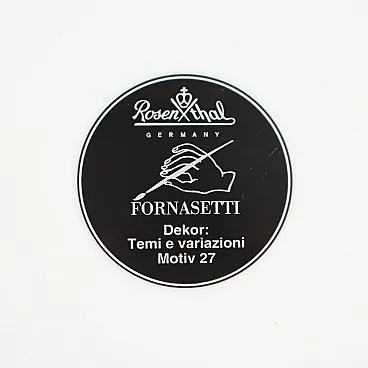 Rosenthal
GERMANY
FORNASETTI
Dekor:
Temi e variazioni
Motiv 27